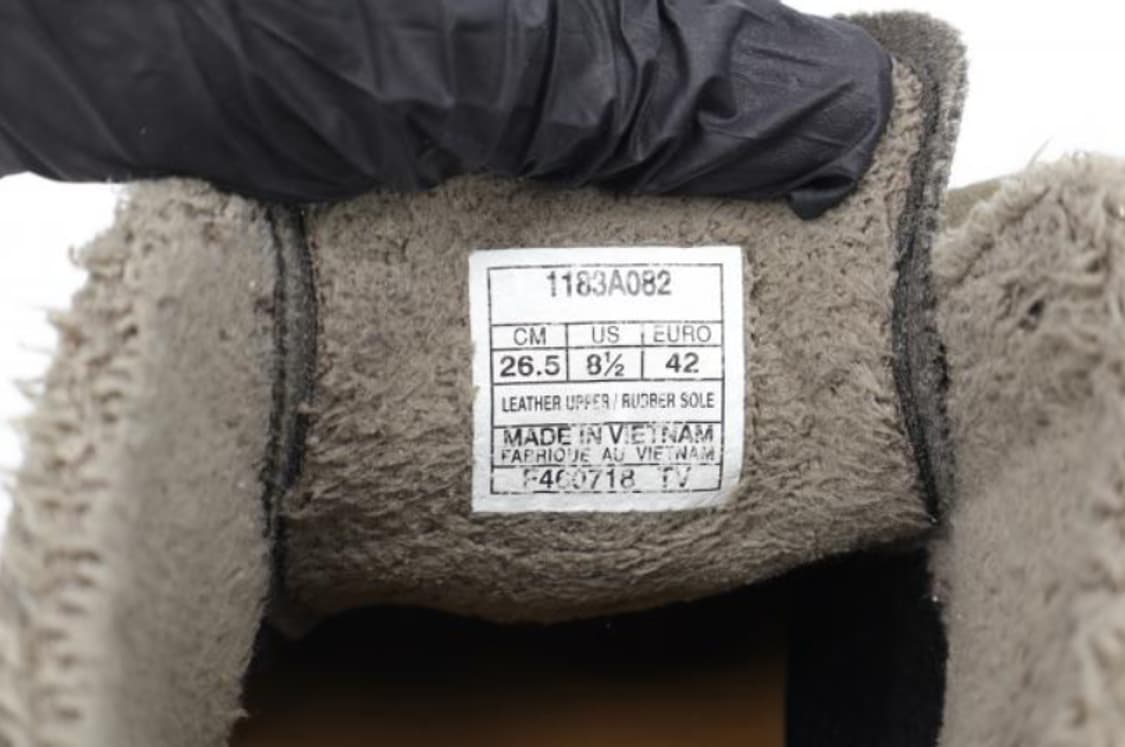 1183A082
CM US EURO
26.5 8½ 42
LEATHER UPPER / RUBBER SOLE
MADE IN VIETNAM
FABRIQUE AU VIETNAM
F460718 TV